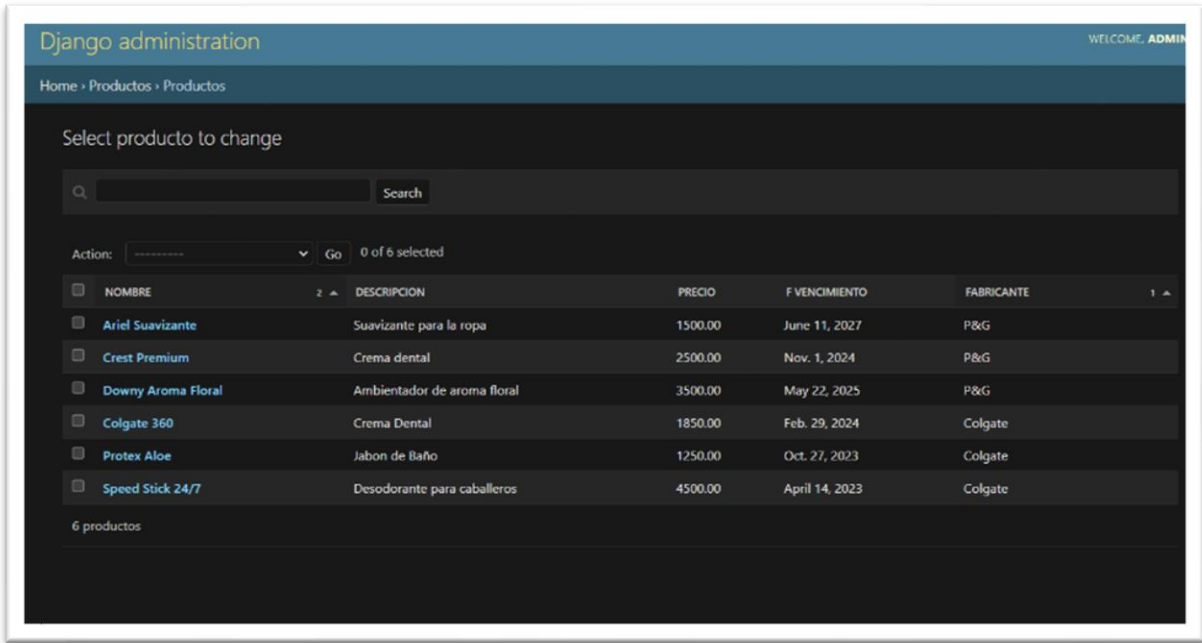 Django administration WELCOME, ADMIN
Home › Productos › Productos
Select producto to change
Search
Action: --------- Go 0 of 6 selected
NOMBRE 2 DESCRIPCION PRECIO F VENCIMIENTO FABRICANTE 1
Ariel Suavizante Suavizante para la ropa 1500.00 June 11, 2027 P&G
Crest Premium Crema dental 2500.00 Nov. 1, 2024 P&G
Downy Aroma Floral Ambientador de aroma floral 3500.00 May 22, 2025 P&G
Colgate 360 Crema Dental 1850.00 Feb. 29, 2024 Colgate
Protex Aloe Jabon de Baño 1250.00 Oct. 27, 2023 Colgate
Speed Stick 24/7 Desodorante para caballeros 4500.00 April 14, 2023 Colgate
6 productos